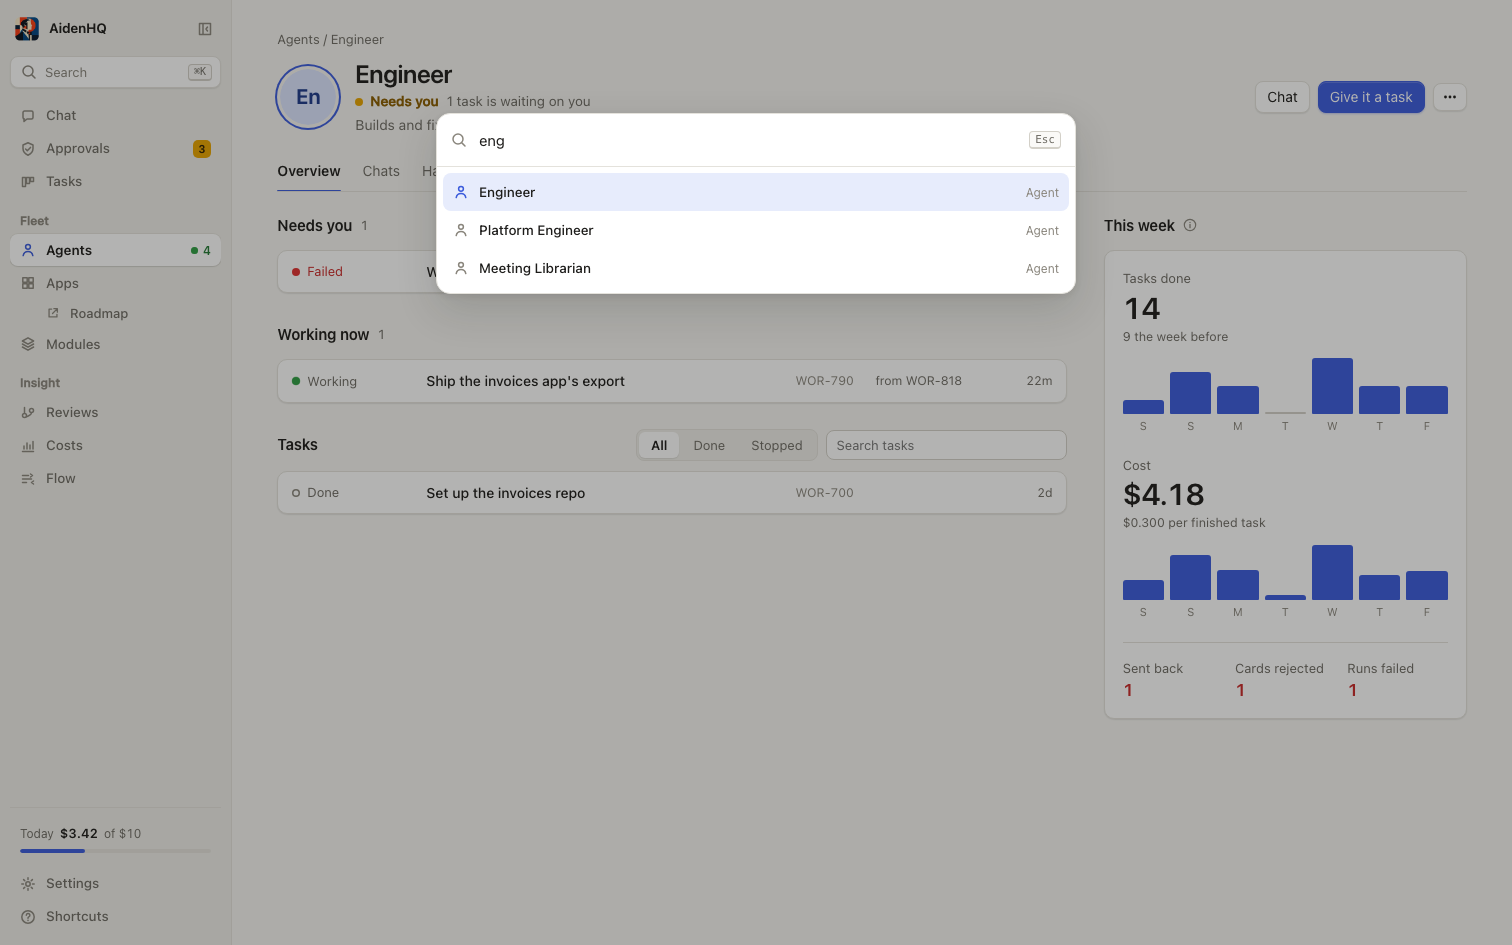 AidenHQ
Search ⌘K
Chat
Approvals 3
Tasks
Fleet
Agents 4
Apps
Roadmap
Modules
Insight
Reviews
Costs
Flow
Today $3.42 of $10
Settings
Shortcuts
Agents / Engineer
En
Engineer
Needs you 1 task is waiting on you
Builds and
Chat
Give it a task
eng
Esc
Engineer Agent
Platform Engineer Agent
Meeting Librarian Agent
Overview Chats
Needs you 1
Failed
Working now 1
Working Ship the invoices app's export WOR-790 from WOR-818 22m
Tasks All Done Stopped Search tasks
Done Set up the invoices repo WOR-700 2d
This week
Tasks done
14
9 the week before
S S M T W T F
Cost
$4.18
$0.300 per finished task
S S M T W T F
Sent back Cards rejected Runs failed
1 1 1